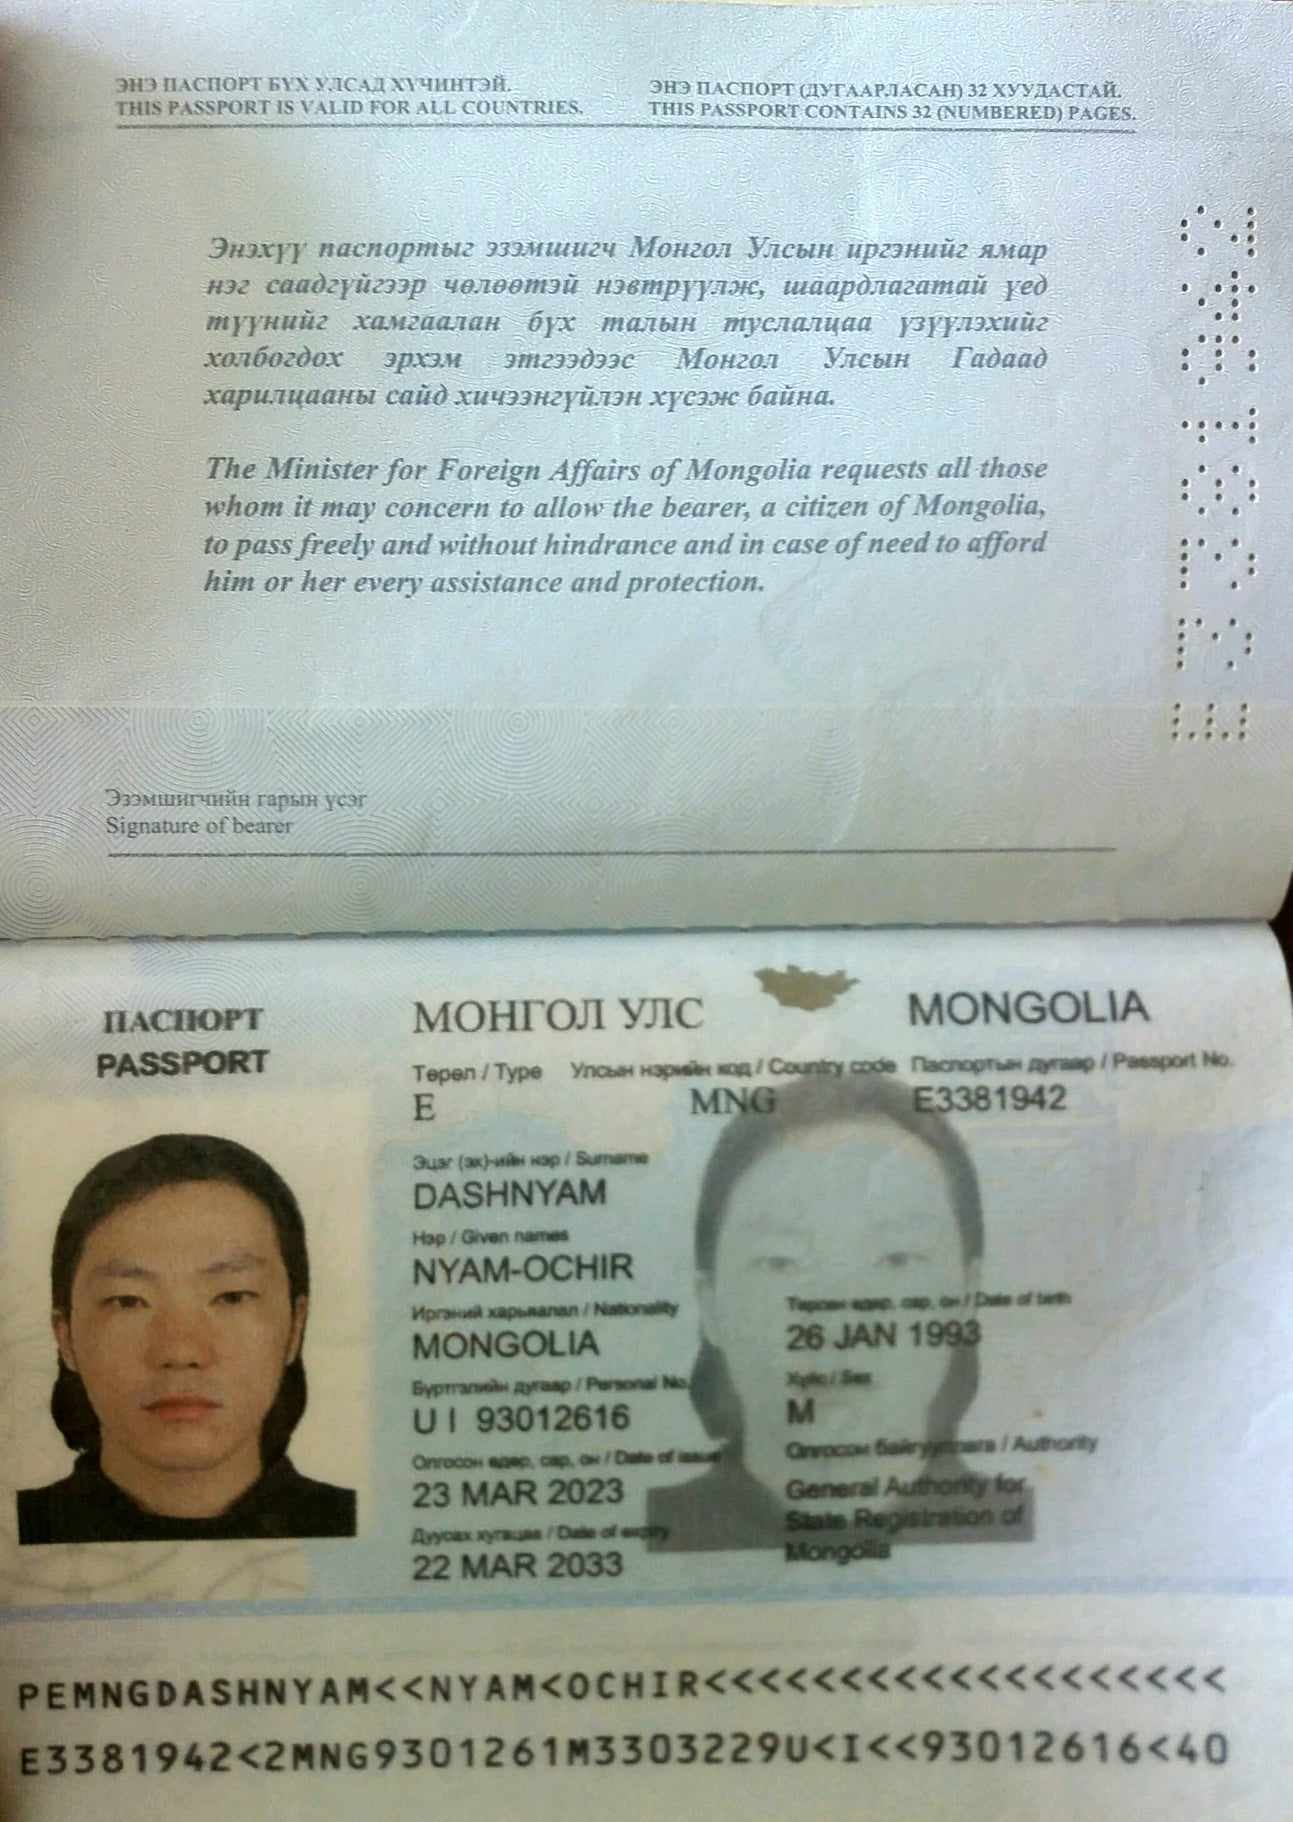 ЭНЭ ПАСПОРТ БҮХ УЛСАД ХҮЧИНТЭЙ.
THIS PASSPORT IS VALID FOR ALL COUNTRIES.
ЭНЭ ПАСПОРТ (ДУГААРЛАСАН) 32 ХУУДАСТАЙ.
THIS PASSPORT CONTAINS 32 (NUMBERED) PAGES.
Энэхүү паспортыг эзэмшигч Монгол Улсын иргэнийг ямар
нэг саадгүйгээр чөлөөтэй нэвтрүүлж, шаардлагатай үед
түүнийг хамгаалан бүх талын туслалцаа үзүүлэхийг
холбогдох эрхэм этгээдээс Монгол Улсын Гадаад
харилцааны сайд хичээнгүйлэн хүсэж байна.
The Minister for Foreign Affairs of Mongolia requests all those
whom it may concern to allow the bearer, a citizen of Mongolia,
to pass freely and without hindrance and in case of need to afford
him or her every assistance and protection.
E3381942
Эзэмшигчийн гарын үсэг
Signature of bearer
ПАСПОРТ
PASSPORT
МОНГОЛ УЛС
MONGOLIA
Төрөл / Type
Улсын нэрийн код / Country code
Паспортын дугаар / Passport No.
E
MNG
E3381942
Эцэг (эх)-ийн нэр / Surname
DASHNYAM
Нэр / Given names
NYAM-OCHIR
Иргэний харьяалал / Nationality
Төрсөн өдөр, сар, он / Date of birth
MONGOLIA
26 JAN 1993
Бүртгэлийн дугаар / Personal No.
Хүйс / Sex
U I 93012616
M
Олгосон өдөр, сар, он / Date of issue
Олгосон байгууллага / Authority
23 MAR 2023
General Authority for
State Registration of
Mongolia
Дуусах хугацаа / Date of expiry
22 MAR 2033
PEMNGDASHNYAM<<NYAM<OCHIR<<<<<<<<<<<<<<<<<<<
E3381942<2MNG9301261M3303229U<I<<93012616<40